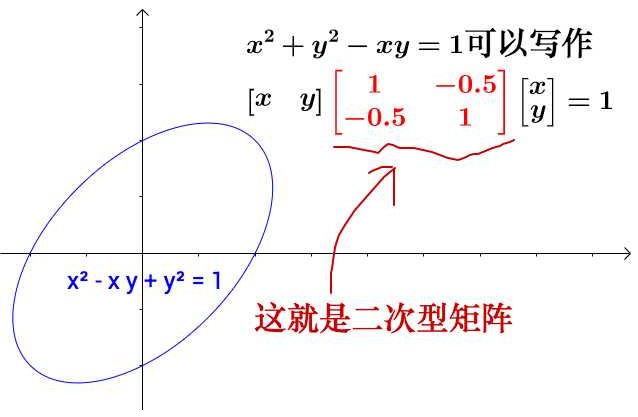 x² + y² − xy = 1可以写作
[x y] [1 −0.5 −0.5 1] [x y] = 1
x² - x y + y² = 1
这就是二次型矩阵